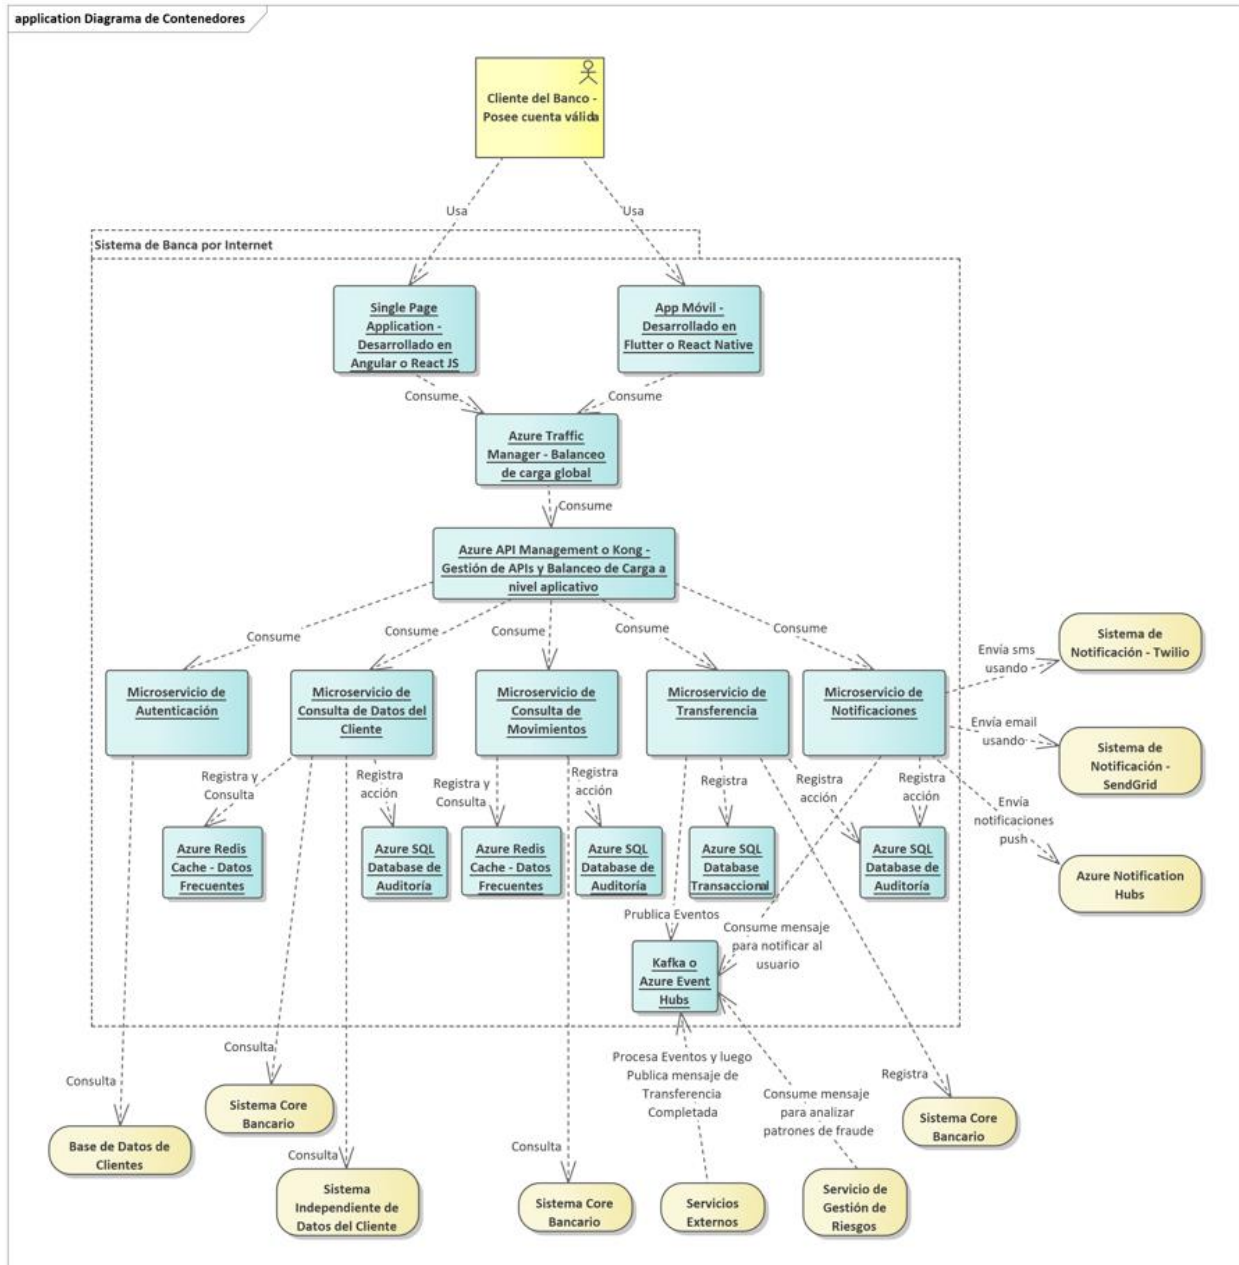 application Diagrama de Contenedores
Cliente del Banco -
Posee cuenta válida
Usa
Usa
Sistema de Banca por Internet
Single Page
Application -
Desarrollado en
Angular o React JS
App Móvil -
Desarrollado en
Flutter o React Native
Consume
Consume
Azure Traffic
Manager - Balanceo
de carga global
Consume
Azure API Management o Kong -
Gestión de APIs y Balanceo de Carga a
nivel aplicativo
Consume
Consume
Consume
Consume
Consume
Microservicio de
Autenticación
Microservicio de
Consulta de Datos del
Cliente
Microservicio de
Consulta de
Movimientos
Microservicio de
Transferencia
Microservicio de
Notificaciones
Envía sms
usando
Sistema de
Notificación - Twilio
Envía email
usando
Sistema de
Notificación -
SendGrid
Envía
notificaciones
push
Azure Notification
Hubs
Registra y
Consulta
Registra
acción
Registra y
Consulta
Registra
acción
Registra
Registra
acción
Registra
acción
Azure Redis
Cache - Datos
Frecuentes
Azure SQL
Database de
Auditoría
Azure Redis
Cache - Datos
Frecuentes
Azure SQL
Database de
Auditoría
Azure SQL
Database
Transaccional
Azure SQL
Database de
Auditoría
Prublica Eventos
Consume mensaje
para notificar al
usuario
Kafka o
Azure Event
Hubs
Consulta
Consulta
Consulta
Consulta
Procesa Eventos y luego
Publica mensaje de
Transferencia
Completada
Consume mensaje
para analizar
patrones de fraude
Registra
Base de Datos de
Clientes
Sistema Core
Bancario
Sistema
Independiente de
Datos del Cliente
Sistema Core
Bancario
Servicios
Externos
Servicio de
Gestión de
Riesgos
Sistema Core
Bancario